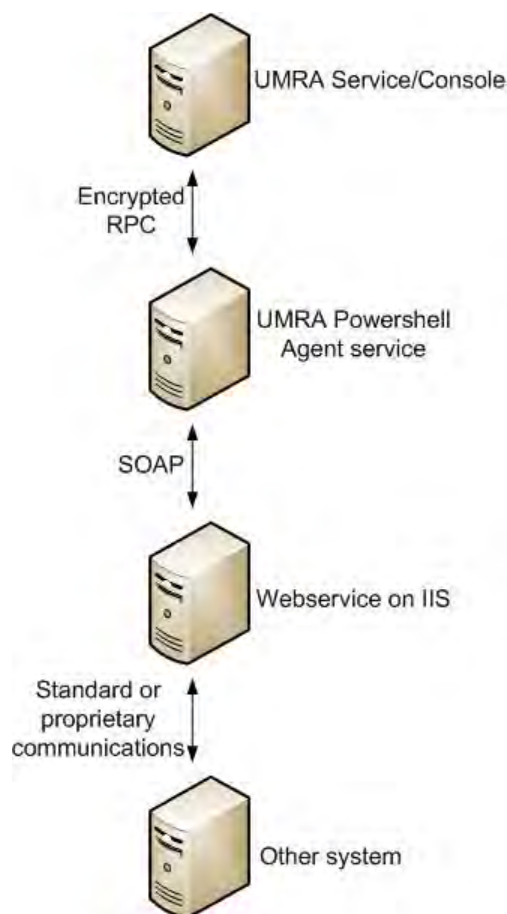 UMRA Service/Console
Encrypted
RPC
UMRA Powershell
Agent service
SOAP
Webservice on IIS
Standard or
proprietary
communications
Other system